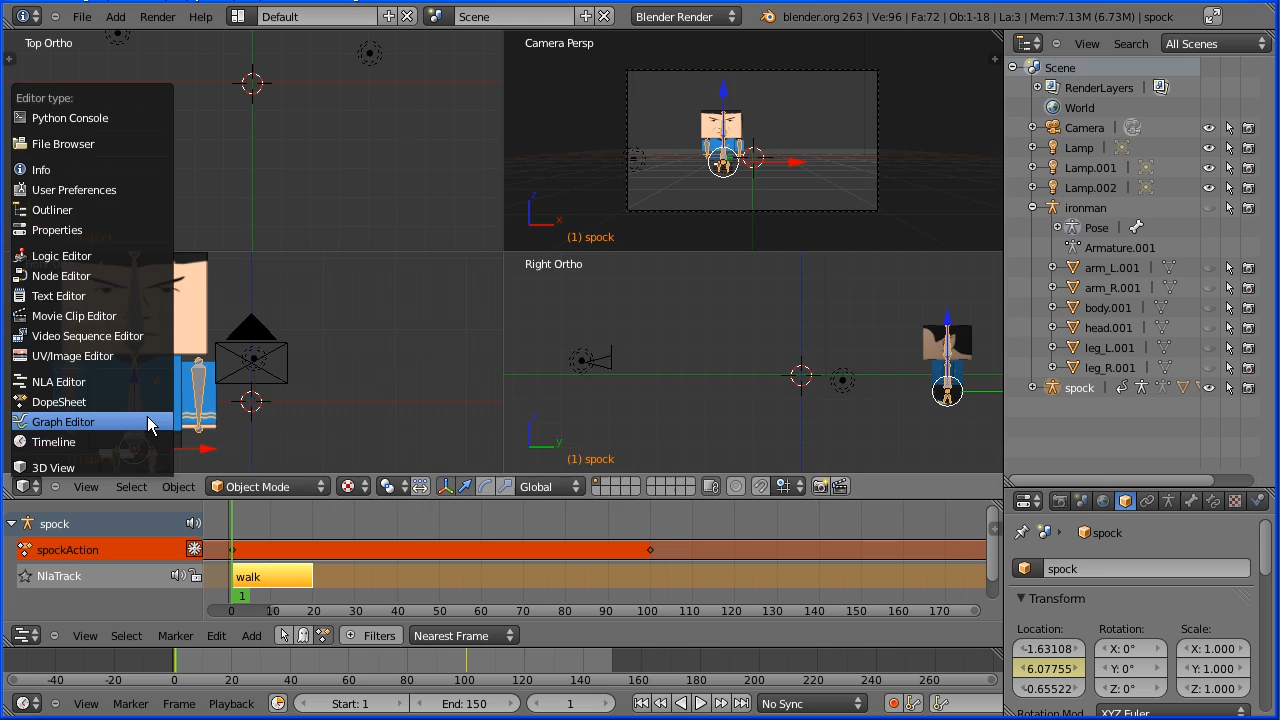 File Add Render Help Default Scene Blender Render blender.org 263 | Ve:96 | Fa:72 | Ob:1-18 | La:3 | Mem:7.13M (6.73M) | spock
Top Ortho
Camera Persp
View Search All Scenes
Scene
RenderLayers
World
Camera
Lamp
Lamp.001
Lamp.002
ironman
Pose
Armature.001
arm_L.001
arm_R.001
body.001
head.001
leg_L.001
leg_R.001
spock
Editor type:
Python Console
File Browser
Info
User Preferences
Outliner
Properties
Logic Editor
Node Editor
Text Editor
Movie Clip Editor
Video Sequence Editor
UV/Image Editor
NLA Editor
DopeSheet
Graph Editor
Timeline
3D View
z
x
(1) spock
Right Ortho
y
(1) spock
View Select Object Object Mode Global
spock
spockAction
NlaTrack
walk
1
0 10 20 30 40 50 60 70 80 90 100 110 120 130 140 150 160 170
View Select Marker Edit Add Filters Nearest Frame
-40 -20 0 20 40 60 80 100 120 140 160 180 200 220 240 260
View Marker Frame Playback Start: 1 End: 150 1 No Sync
spock
spock
Transform
Location: Rotation: Scale:
-1.63108 X: 0° X: 1.000
6.07755 Y: 0° Y: 1.000
-0.65522 Z: 0° Z: 1.000
Rotation Mod XYZ Euler